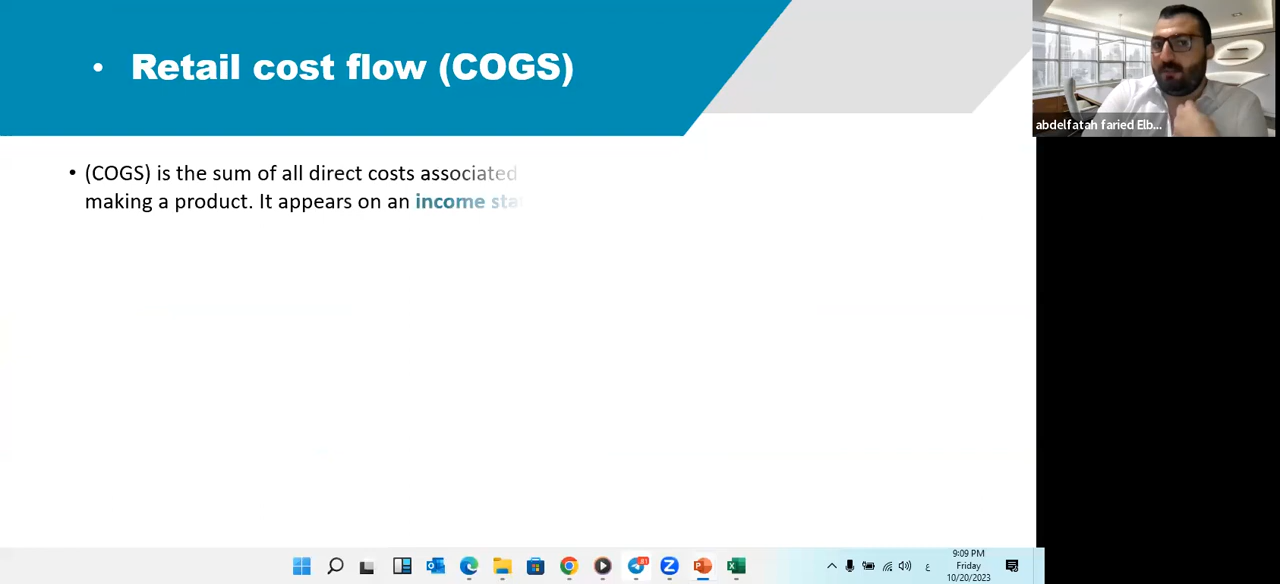 • Retail cost flow (COGS)
abdelfatah faried Elb...
• (COGS) is the sum of all direct costs associated
making a product. It appears on an income sta
9:09 PM
Friday
10/20/2023
ع